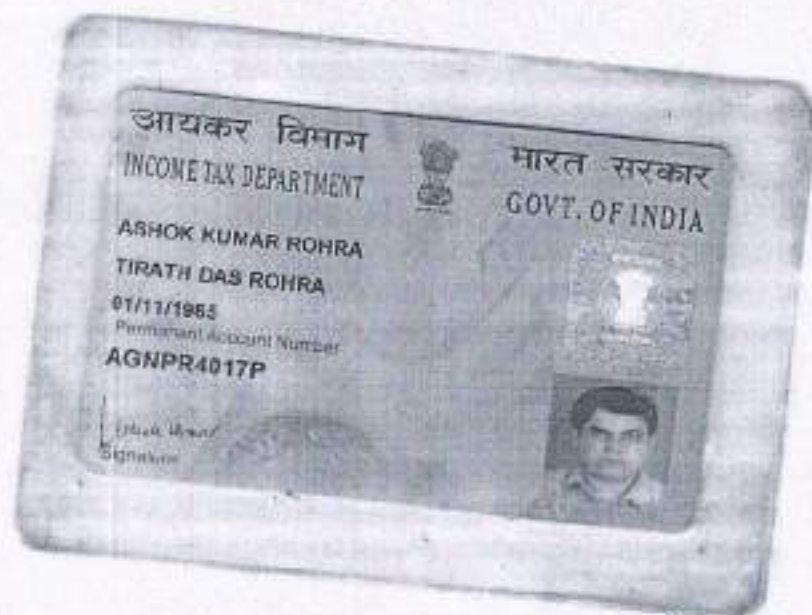 आयकर विभाग
INCOME TAX DEPARTMENT
भारत सरकार
GOVT. OF INDIA
ASHOK KUMAR ROHRA
TIRATH DAS ROHRA
01/11/1965
Permanent Account Number
AGNPR4017P
Signature